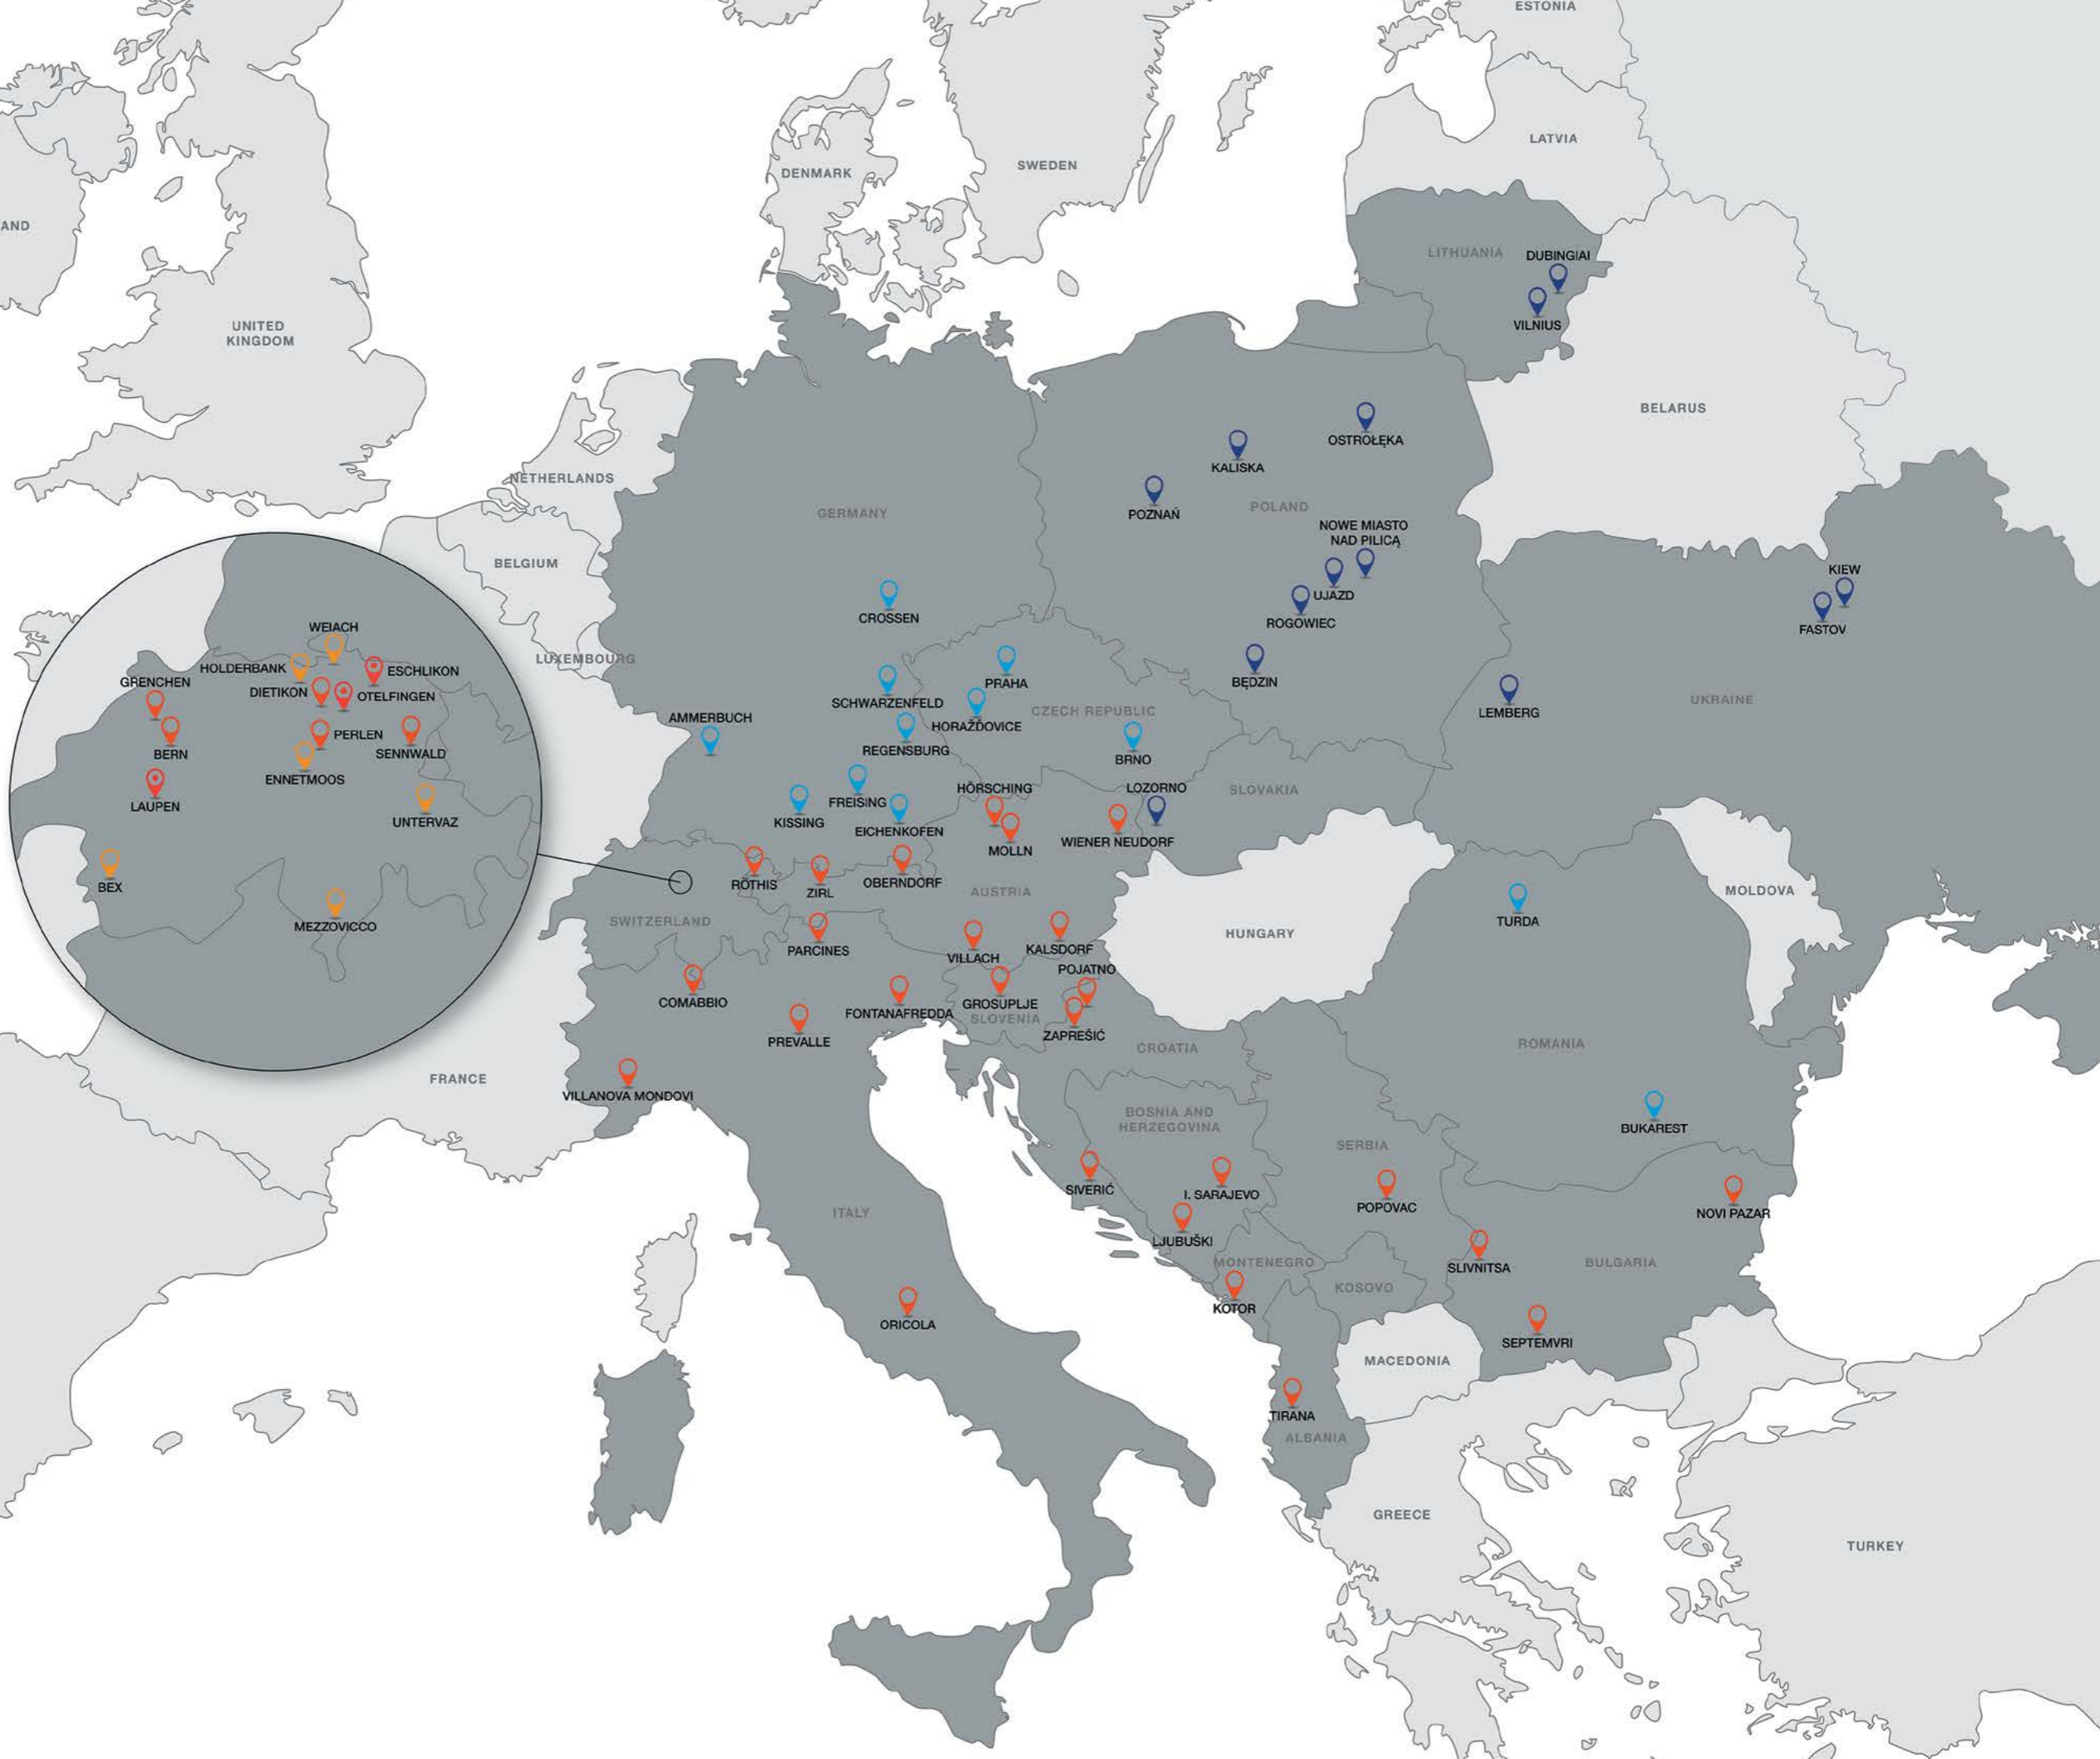 ESTONIA
LATVIA
SWEDEN
DENMARK
AND
LITHUANIA
DUBINGIAI
VILNIUS
UNITED
KINGDOM
BELARUS
OSTROŁĘKA
KALISKA
NETHERLANDS
POLAND
GERMANY
POZNAŃ
NOWE MIASTO
NAD PILICĄ
BELGIUM
KIEW
UJAZD
CROSSEN
ROGOWIEC
FASTOV
WEIACH
LUXEMBOURG
HOLDERBANK
ESCHLIKON
GRENCHEN
DIETIKON
OTELFINGEN
PRAHA
BĘDZIN
SCHWARZENFELD
UKRAINE
CZECH REPUBLIC
LEMBERG
AMMERBUCH
HORAŽĎOVICE
PERLEN
BERN
SENNWALD
REGENSBURG
BRNO
ENNETMOOS
HÖRSCHING
LOZORNO
SLOVAKIA
LAUPEN
FREISING
UNTERVAZ
KISSING
EICHENKOFEN
WIENER NEUDORF
MOLLN
BEX
RÖTHIS
OBERNDORF
ZIRL
AUSTRIA
MOLDOVA
MEZZOVICCO
SWITZERLAND
TURDA
HUNGARY
PARCINES
KALSDORF
VILLACH
POJATNO
COMABBIO
GROSUPLJE
FONTANAFREDDA
SLOVENIA
ZAPREŠIĆ
PREVALLE
CROATIA
ROMANIA
FRANCE
VILLANOVA MONDOVI
BOSNIA AND
HERZEGOVINA
BUKAREST
SERBIA
SIVERIĆ
I. SARAJEVO
POPOVAC
ITALY
NOVI PAZAR
LJUBUŠKI
MONTENEGRO
SLIVNITSA
BULGARIA
KOSOVO
KOTOR
ORICOLA
SEPTEMVRI
MACEDONIA
TIRANA
ALBANIA
GREECE
TURKEY